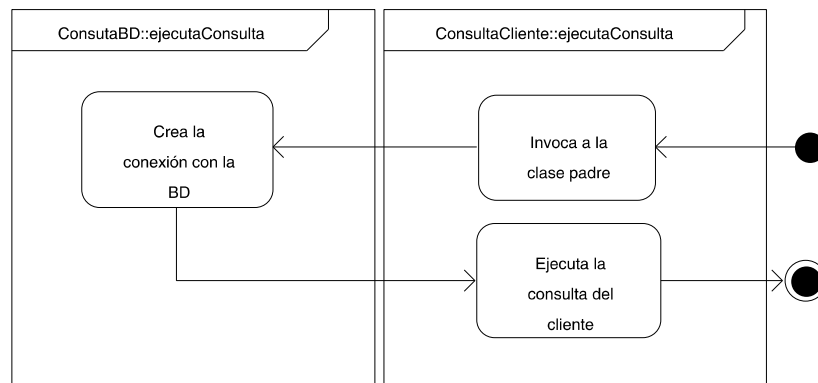 ConsutaBD::ejecutaConsulta
ConsultaCliente::ejecutaConsulta
Crea la
conexión con la
BD
Invoca a la
clase padre
Ejecuta la
consulta del
cliente